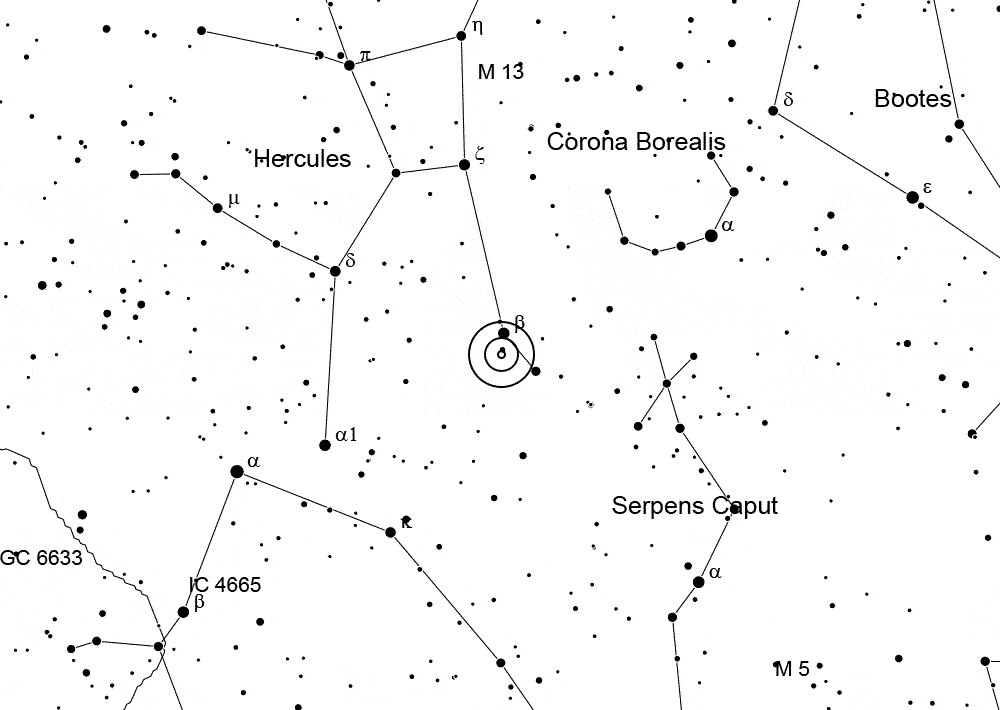 η
π
M 13
δ
Bootes
Corona Borealis
Hercules
ζ
ε
μ
α
δ
β
α1
α
Serpens Caput
κ
GC 6633
IC 4665
β
α
M 5